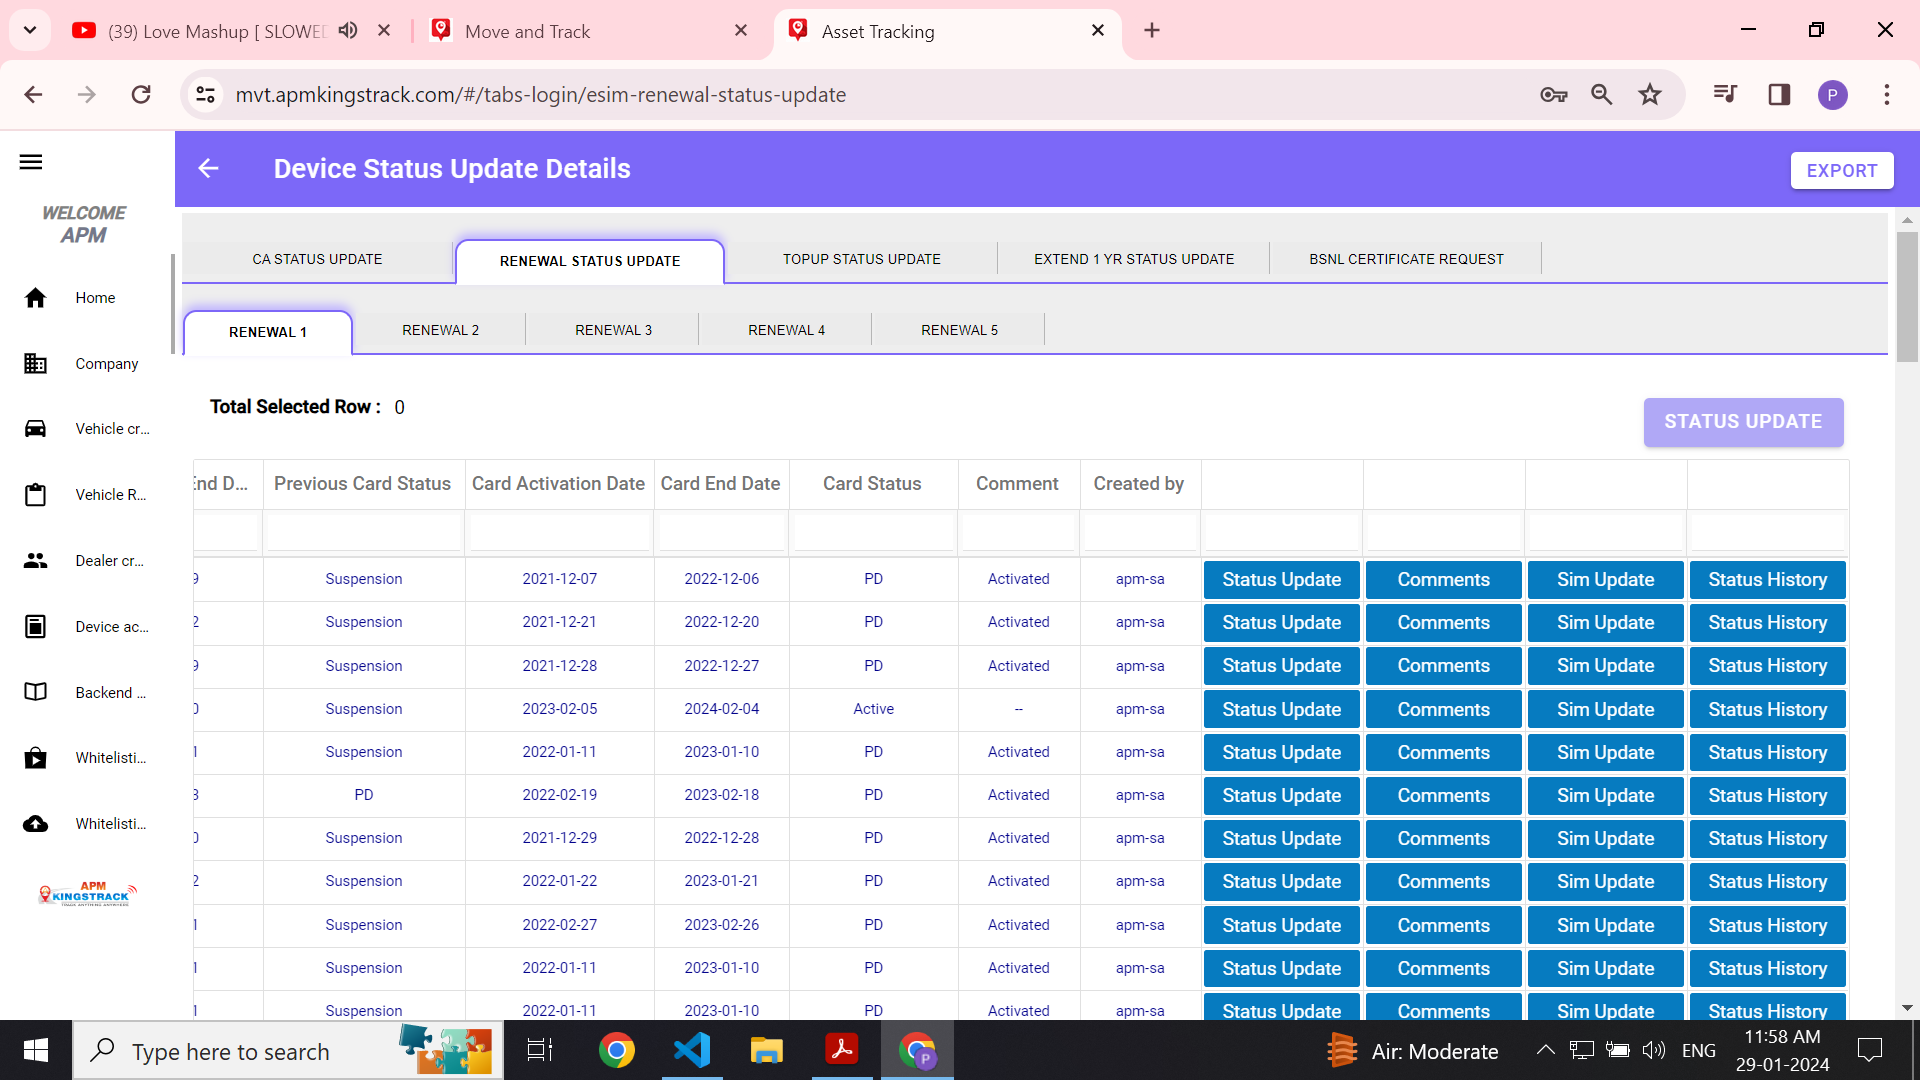 (39) Love Mashup [ SLOWED
Move and Track
Asset Tracking
mvt.apmkingstrack.com/#/tabs-login/esim-renewal-status-update
P
WELCOME
APM
Home
Company
Vehicle cr...
Vehicle R...
Dealer cr...
Device ac...
Backend ...
Whitelisti...
Whitelisti...
APM
KINGSTRACK
Device Status Update Details
EXPORT
CA STATUS UPDATE RENEWAL STATUS UPDATE TOPUP STATUS UPDATE EXTEND 1 YR STATUS UPDATE BSNL CERTIFICATE REQUEST
RENEWAL 1 RENEWAL 2 RENEWAL 3 RENEWAL 4 RENEWAL 5
Total Selected Row : 0
STATUS UPDATE
End D... Previous Card Status Card Activation Date Card End Date Card Status Comment Created by
9 Suspension 2021-12-07 2022-12-06 PD Activated apm-sa Status Update Comments Sim Update Status History
2 Suspension 2021-12-21 2022-12-20 PD Activated apm-sa Status Update Comments Sim Update Status History
9 Suspension 2021-12-28 2022-12-27 PD Activated apm-sa Status Update Comments Sim Update Status History
0 Suspension 2023-02-05 2024-02-04 Active -- apm-sa Status Update Comments Sim Update Status History
1 Suspension 2022-01-11 2023-01-10 PD Activated apm-sa Status Update Comments Sim Update Status History
3 PD 2022-02-19 2023-02-18 PD Activated apm-sa Status Update Comments Sim Update Status History
0 Suspension 2021-12-29 2022-12-28 PD Activated apm-sa Status Update Comments Sim Update Status History
2 Suspension 2022-01-22 2023-01-21 PD Activated apm-sa Status Update Comments Sim Update Status History
1 Suspension 2022-02-27 2023-02-26 PD Activated apm-sa Status Update Comments Sim Update Status History
1 Suspension 2022-01-11 2023-01-10 PD Activated apm-sa Status Update Comments Sim Update Status History
1 Suspension 2022-01-11 2023-01-10 PD Activated apm-sa Status Update Comments Sim Update Status History
Type here to search
P
Air: Moderate
ENG
11:58 AM
29-01-2024